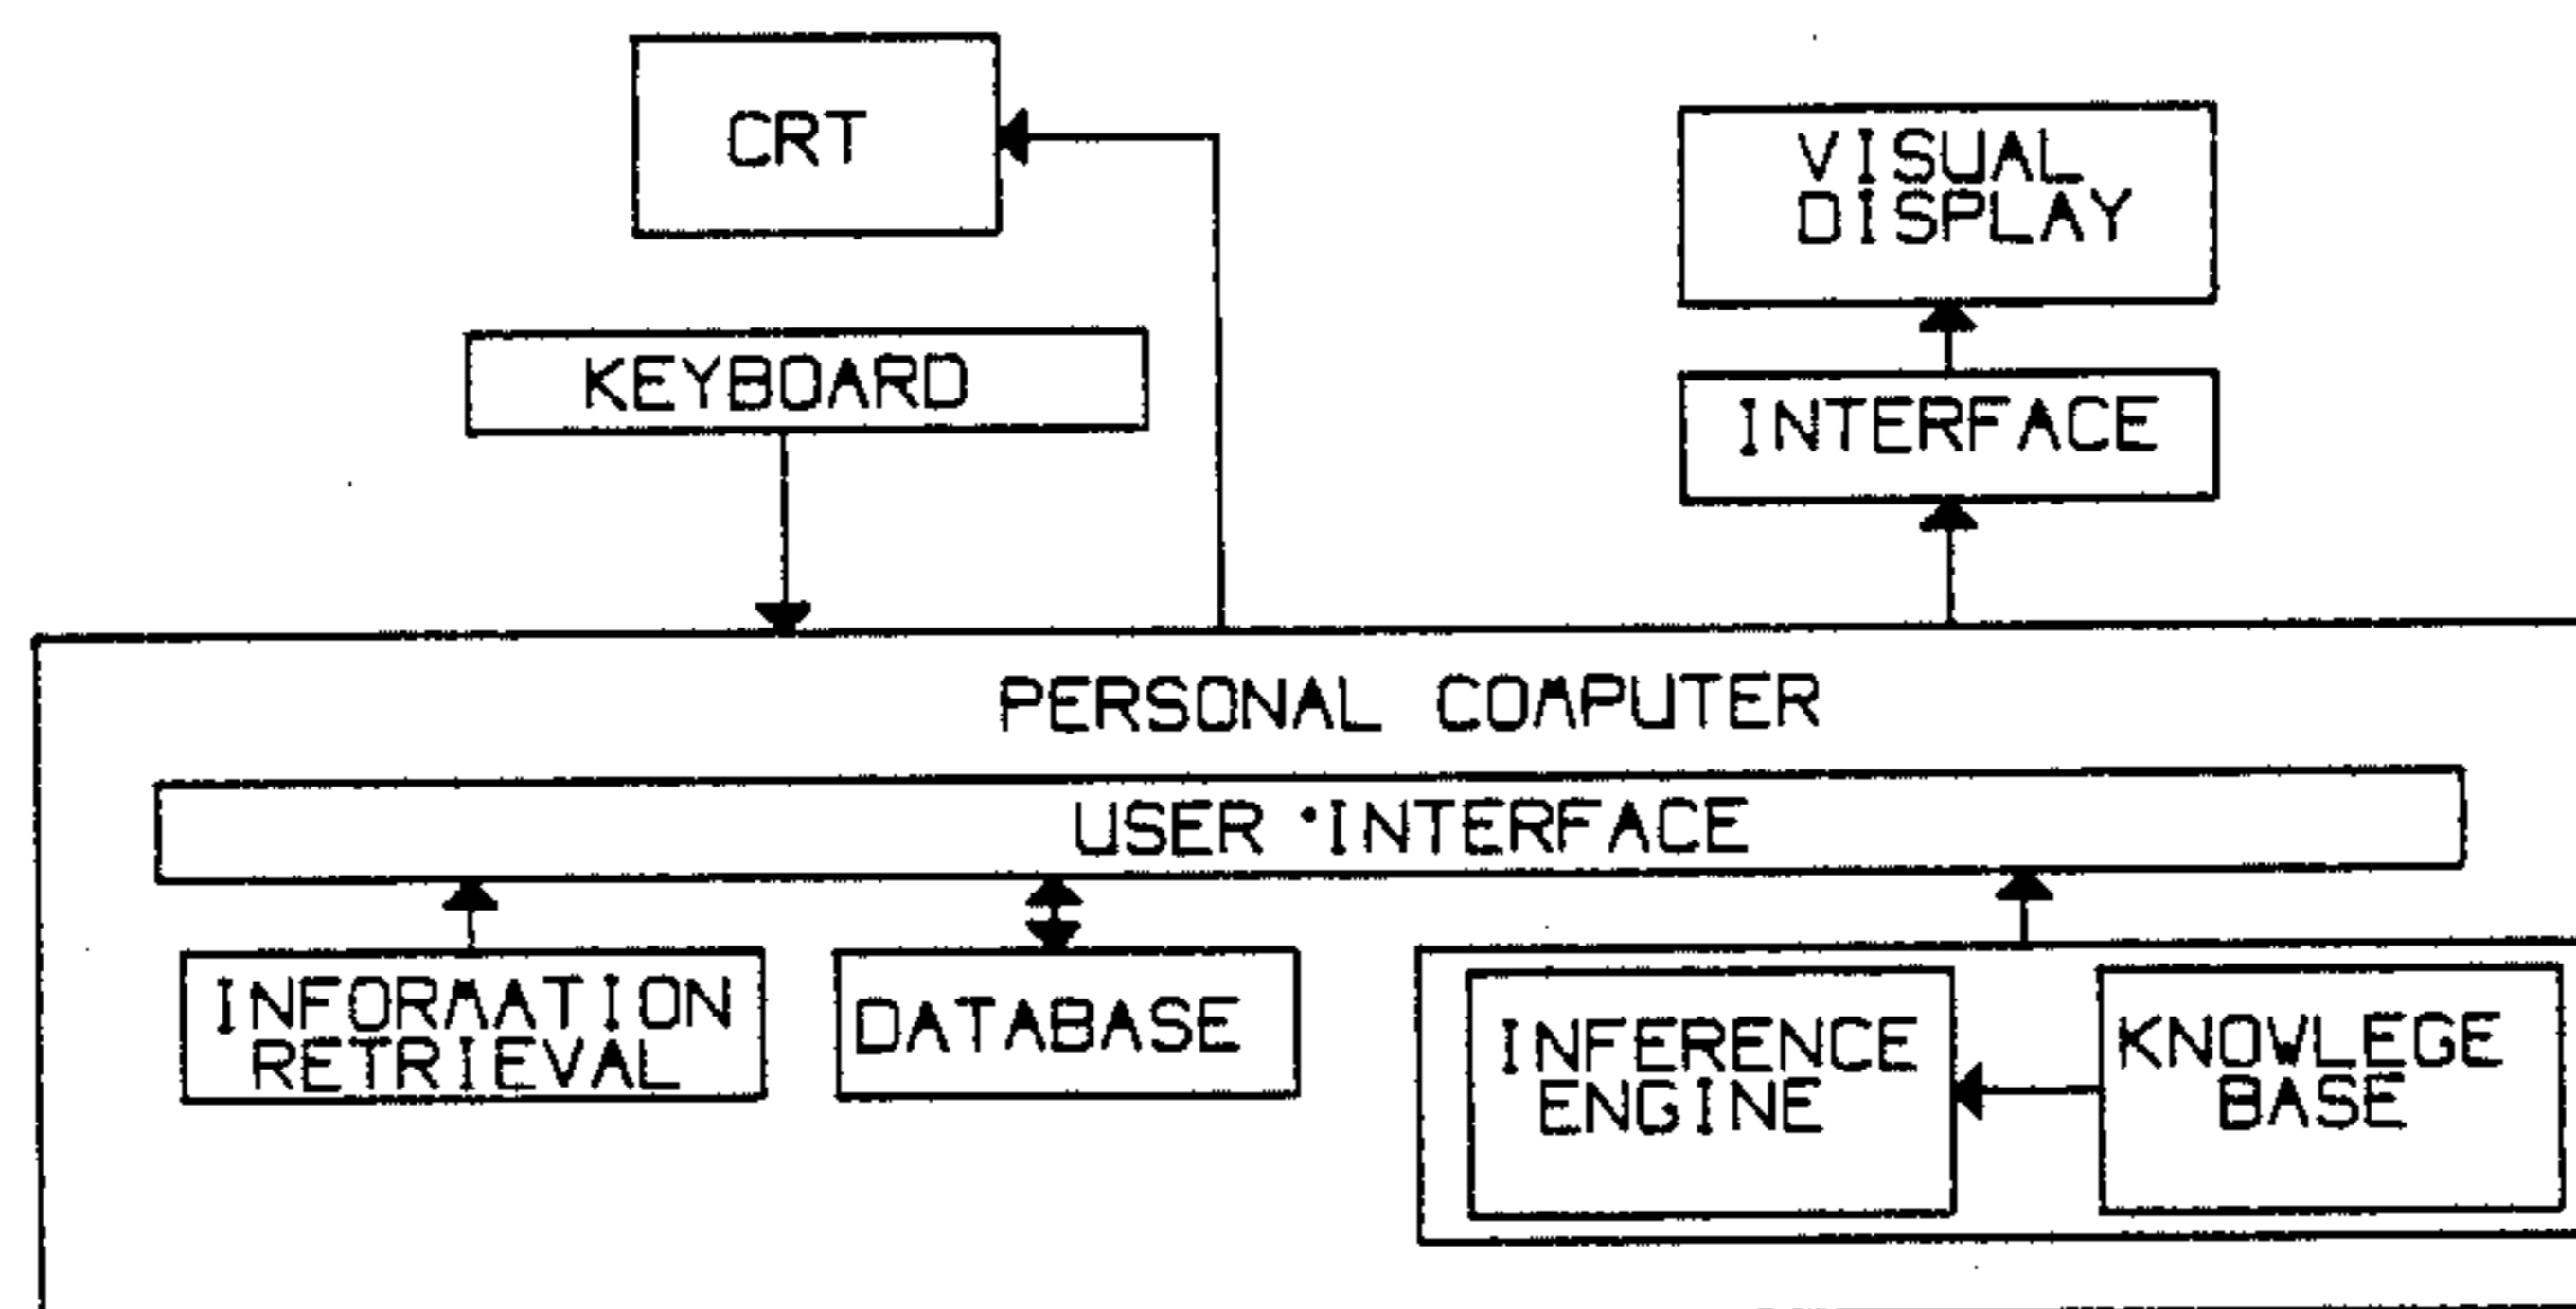 CRT
VISUAL
DISPLAY
KEYBOARD
INTERFACE
PERSONAL COMPUTER
USER INTERFACE
INFORMATION
RETRIEVAL
DATABASE
INFERENCE
ENGINE
KNOWLEGE
BASE